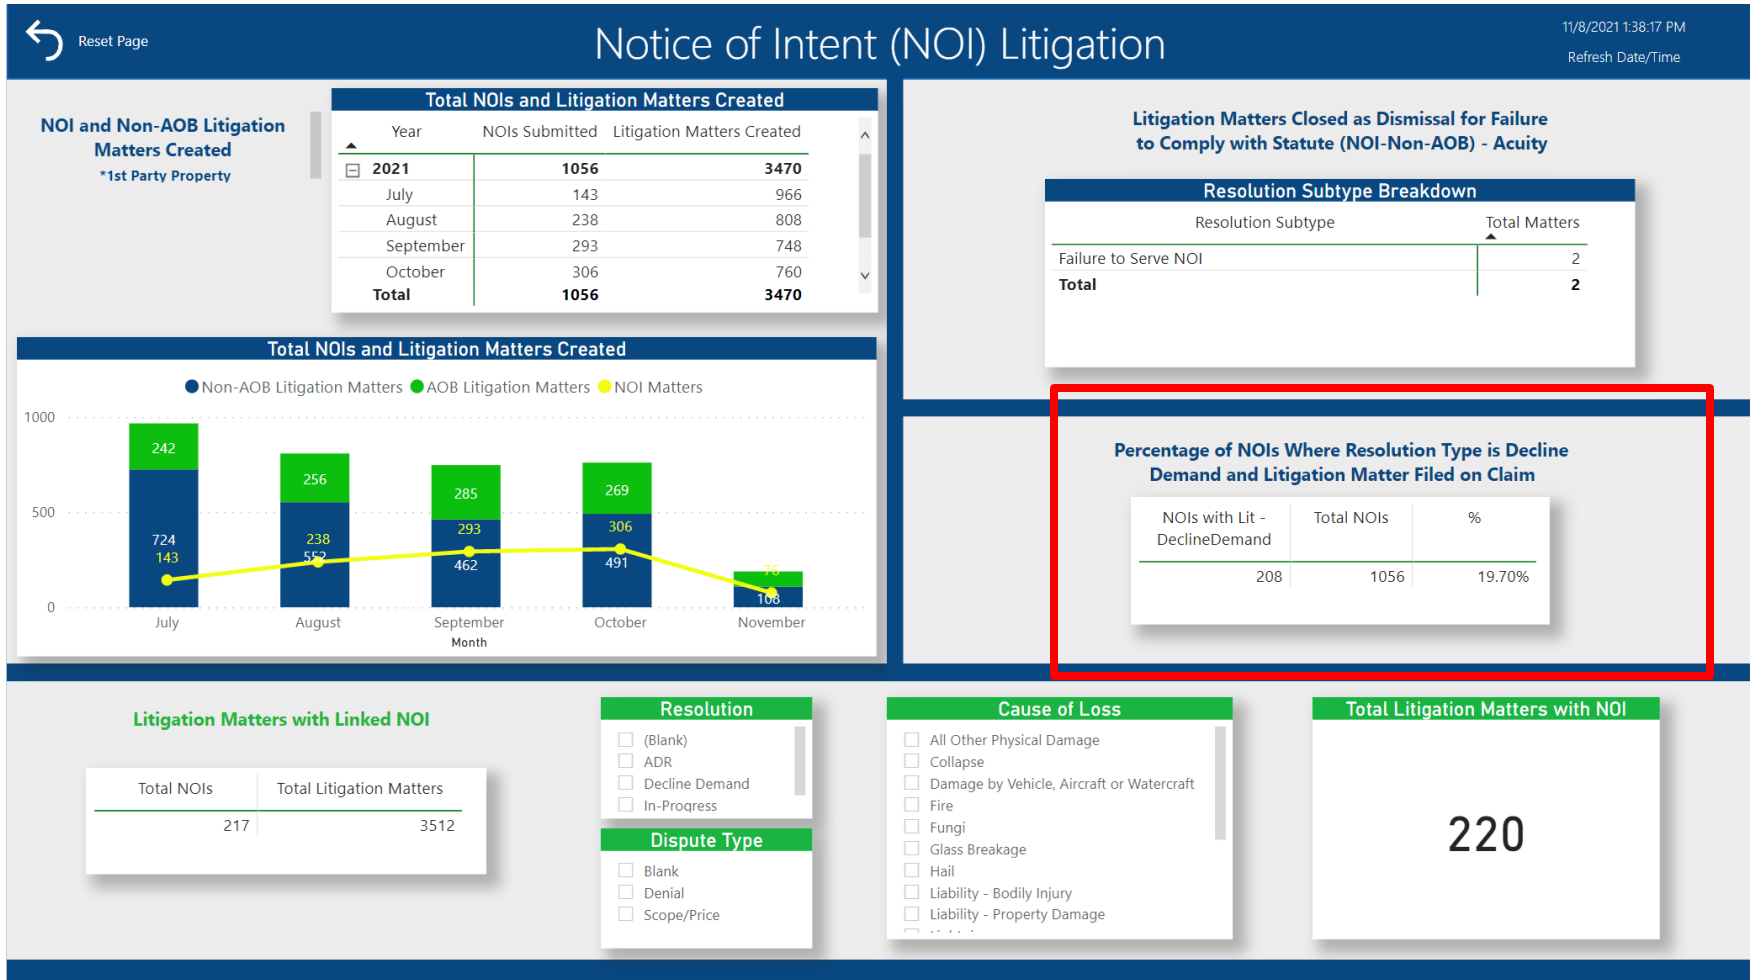 Reset Page
Notice of Intent (NOI) Litigation
11/8/2021 1:38:17 PM
Refresh Date/Time
NOI and Non-AOB Litigation
Matters Created
*1st Party Property
Total NOIs and Litigation Matters Created
Year NOIs Submitted Litigation Matters Created
2021 1056 3470
July 143 966
August 238 808
September 293 748
October 306 760
Total 1056 3470
Litigation Matters Closed as Dismissal for Failure
to Comply with Statute (NOI-Non-AOB) - Acuity
Resolution Subtype Breakdown
Resolution Subtype Total Matters
Failure to Serve NOI 2
Total 2
Total NOIs and Litigation Matters Created
Non-AOB Litigation Matters AOB Litigation Matters NOI Matters
1000
500
0
242
724
143
256
238
552
285
293
462
269
306
491
76
108
July August September October November
Month
Percentage of NOIs Where Resolution Type is Decline
Demand and Litigation Matter Filed on Claim
NOIs with Lit - Total NOIs %
DeclineDemand
208 1056 19.70%
Litigation Matters with Linked NOI
Total NOIs Total Litigation Matters
217 3512
Resolution
(Blank)
ADR
Decline Demand
In-Progress
Dispute Type
Blank
Denial
Scope/Price
Cause of Loss
All Other Physical Damage
Collapse
Damage by Vehicle, Aircraft or Watercraft
Fire
Fungi
Glass Breakage
Hail
Liability - Bodily Injury
Liability - Property Damage
Total Litigation Matters with NOI
220